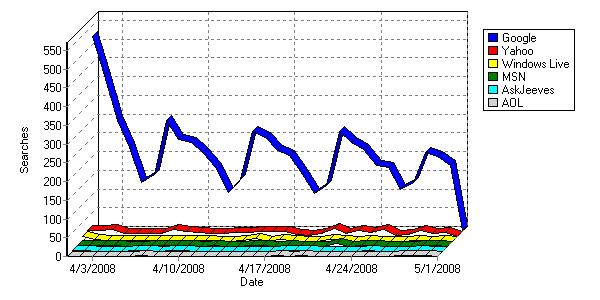 550
500
450
400
350
300
250
200
150
100
50
0
Searches
4/3/2008 4/10/2008 4/17/2008 4/24/2008 5/1/2008
Date
Google
Yahoo
Windows Live
MSN
AskJeeves
AOL